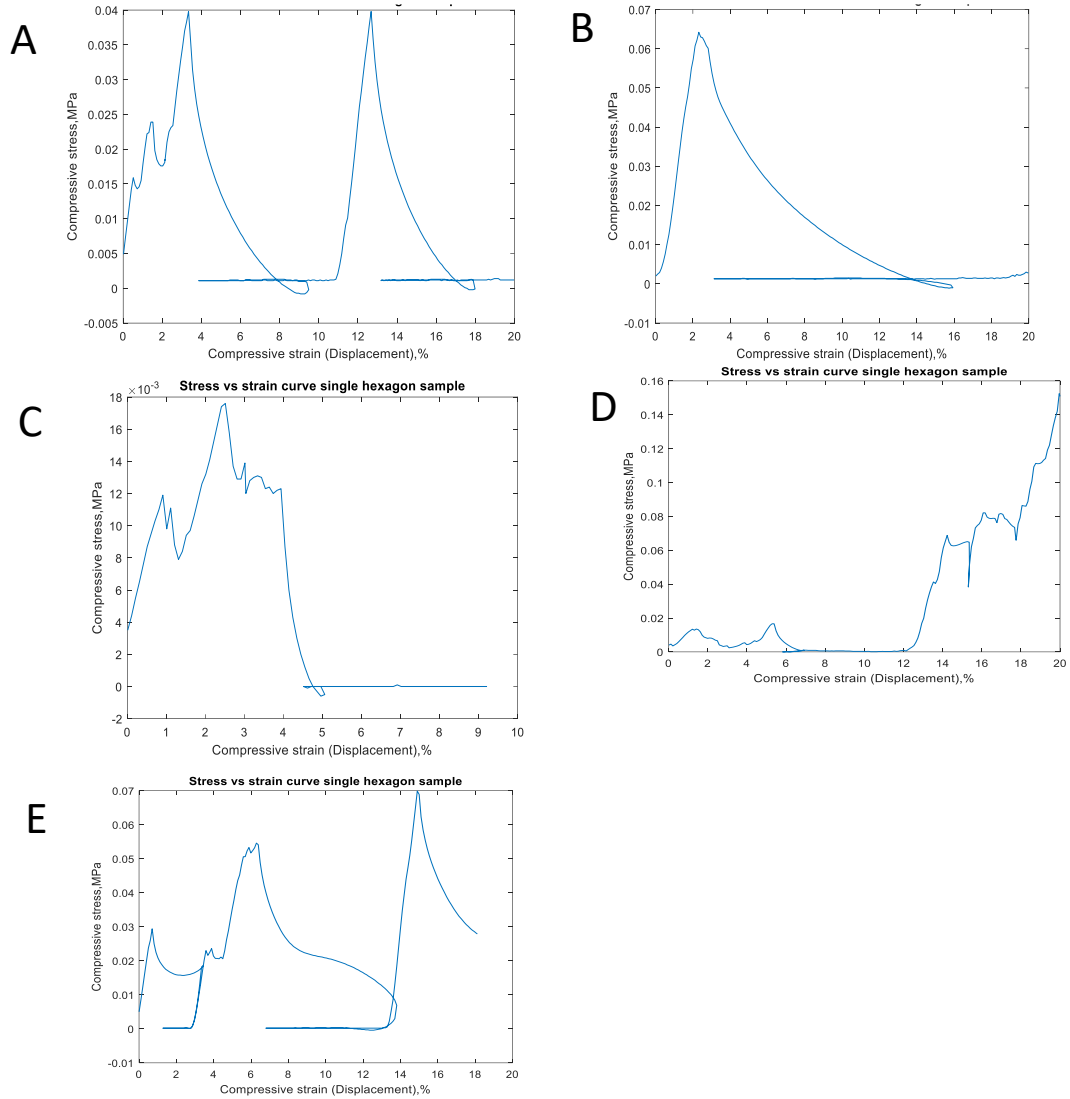 A
0.04
0.035
0.03
0.025
0.02
0.015
0.01
0.005
0
-0.005
Compressive stress,MPa
0 2 4 6 8 10 12 14 16 18 20
Compressive strain (Displacement),%
B
0.07
0.06
0.05
0.04
0.03
0.02
0.01
0
-0.01
Compressive stress,MPa
0 2 4 6 8 10 12 14 16 18 20
Compressive strain (Displacement),%
C
×10⁻³
Stress vs strain curve single hexagon sample
18
16
14
12
10
8
6
4
2
0
-2
Compressive stress,MPa
0 1 2 3 4 5 6 7 8 9 10
Compressive strain (Displacement),%
D
Stress vs strain curve single hexagon sample
0.16
0.14
0.12
0.1
0.08
0.06
0.04
0.02
0
Compressive stress,MPa
0 2 4 6 8 10 12 14 16 18 20
Compressive strain (Displacement),%
E
Stress vs strain curve single hexagon sample
0.07
0.06
0.05
0.04
0.03
0.02
0.01
0
-0.01
Compressive stress,MPa
0 2 4 6 8 10 12 14 16 18 20
Compressive strain (Displacement),%